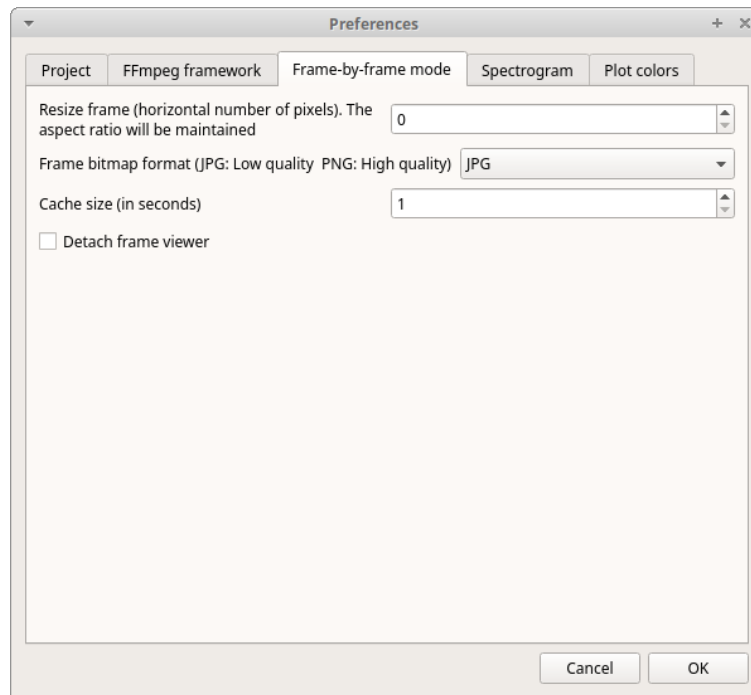 Preferences
Project FFmpeg framework Frame-by-frame mode Spectrogram Plot colors
Resize frame (horizontal number of pixels). The
aspect ratio will be maintained
0
Frame bitmap format (JPG: Low quality  PNG: High quality) JPG
Cache size (in seconds) 1
Detach frame viewer
Cancel OK